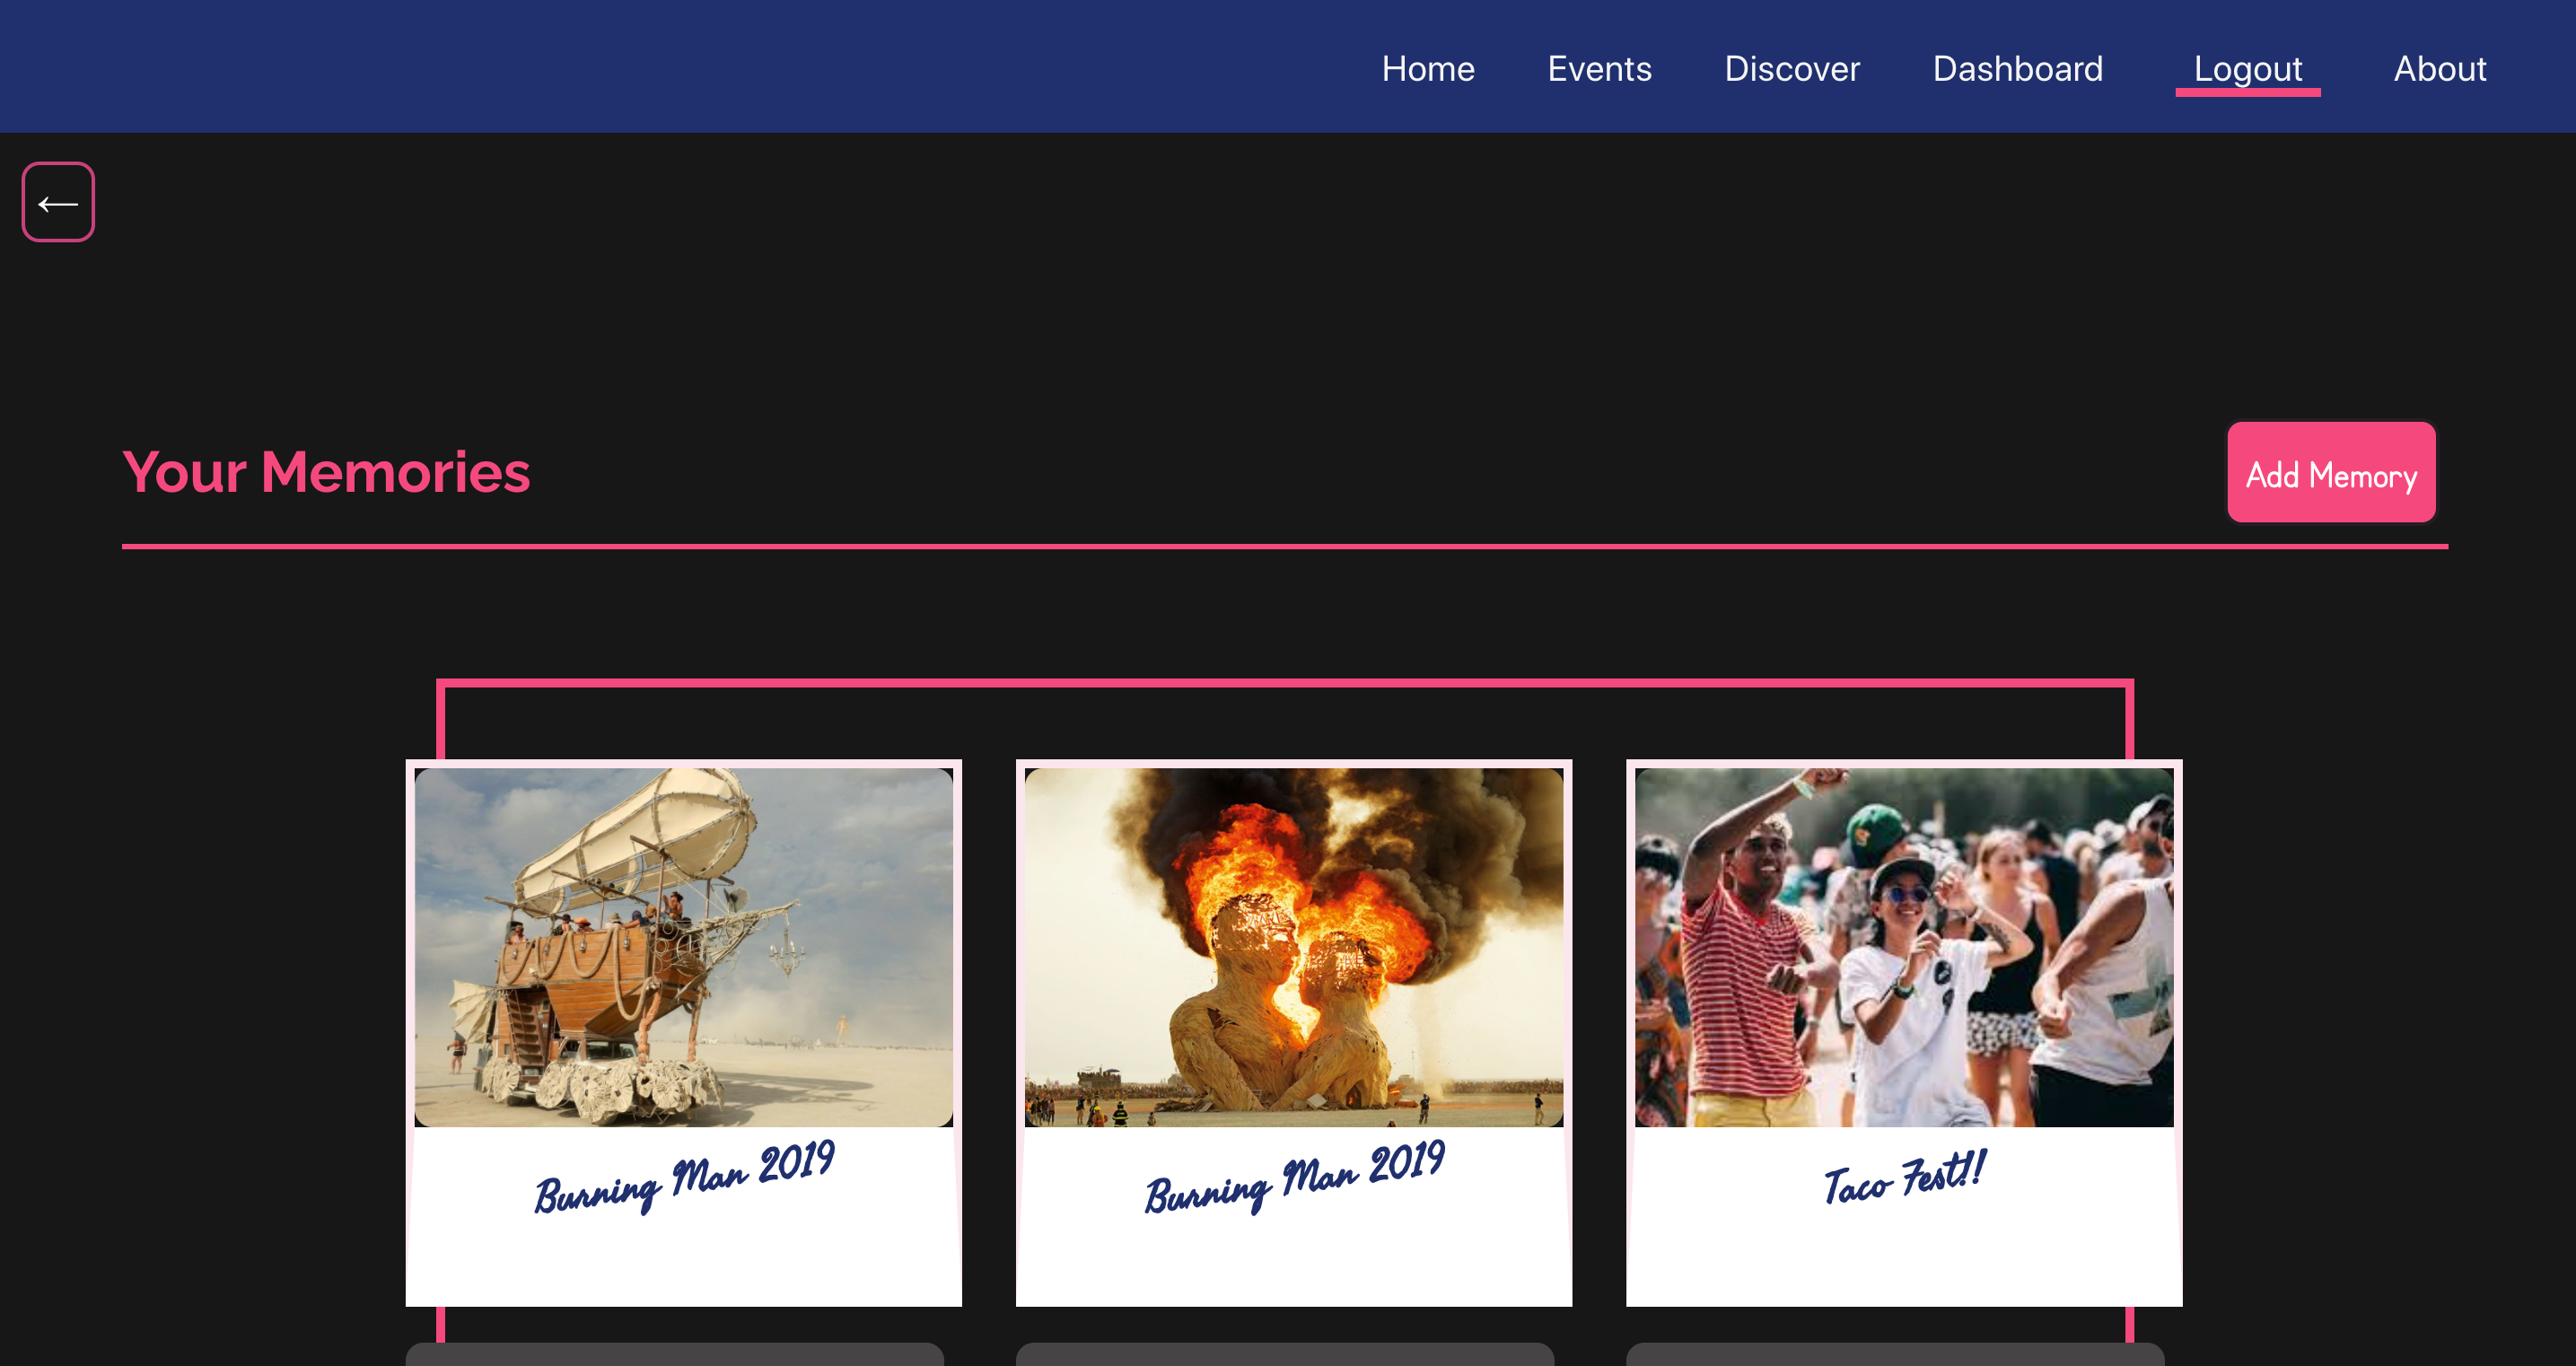 Home Events Discover Dashboard Logout About
←
Your Memories
Add Memory
Burning Man 2019
Burning Man 2019
Taco Fest!!